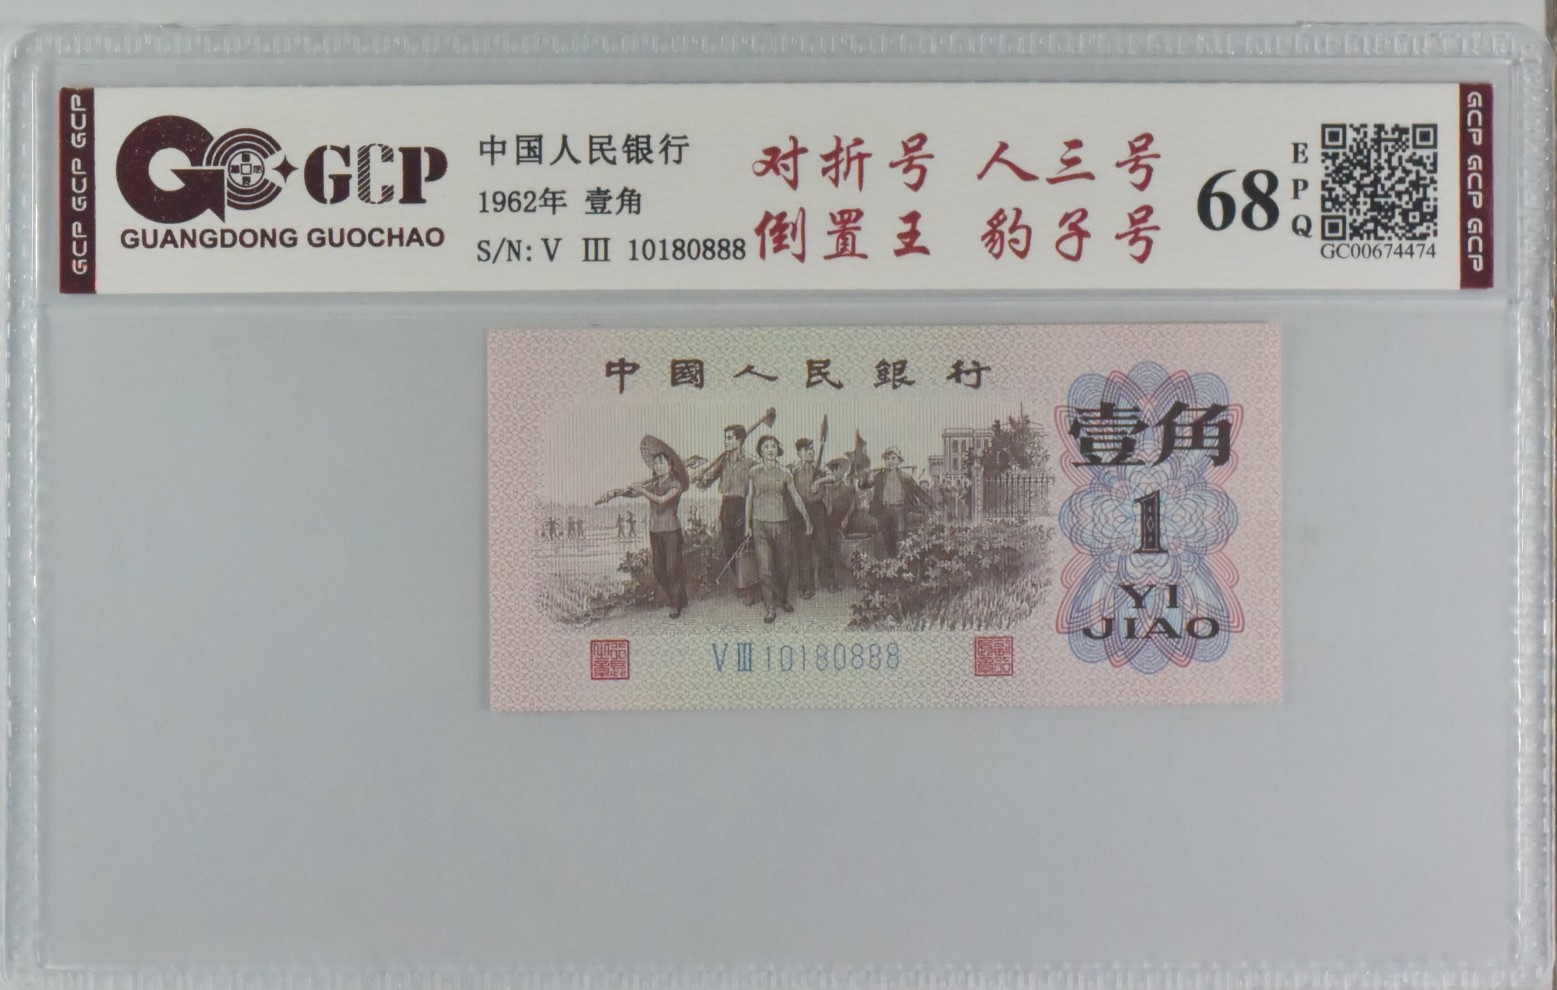 GCP GCP GCP
GCP
GUANGDONG GUOCHAO
中国人民银行
1962年 壹角
S/N: V III 10180888
对折号 人三号
倒置王 豹子号
68
EPQ
GC00674474
GCP GCP GCP
中國人民銀行
壹角
1
YI
JIAO
V III 10180888